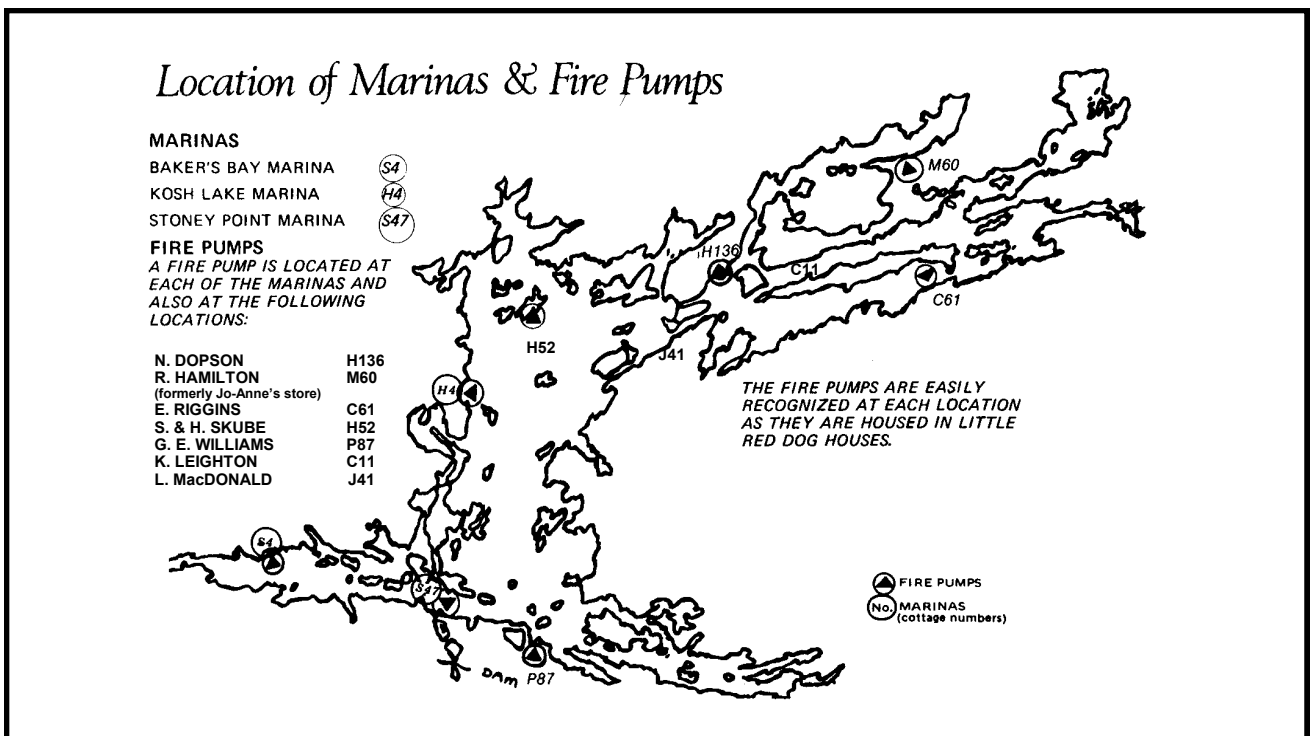 Location of Marinas & Fire Pumps
MARINAS
BAKER'S BAY MARINA S4
KOSH LAKE MARINA H4
STONEY POINT MARINA S47
FIRE PUMPS
A FIRE PUMP IS LOCATED AT
EACH OF THE MARINAS AND
ALSO AT THE FOLLOWING
LOCATIONS:
N. DOPSON H136
R. HAMILTON M60
(formerly Jo-Anne's store)
E. RIGGINS C61
S. & H. SKUBE H52
G. E. WILLIAMS P87
K. LEIGHTON C11
L. MacDONALD J41
M60
H136
C11
C61
H52
J41
H4
THE FIRE PUMPS ARE EASILY
RECOGNIZED AT EACH LOCATION
AS THEY ARE HOUSED IN LITTLE
RED DOG HOUSES.
S4
S47
DAM
P87
FIRE PUMPS
No. MARINAS
(cottage numbers)